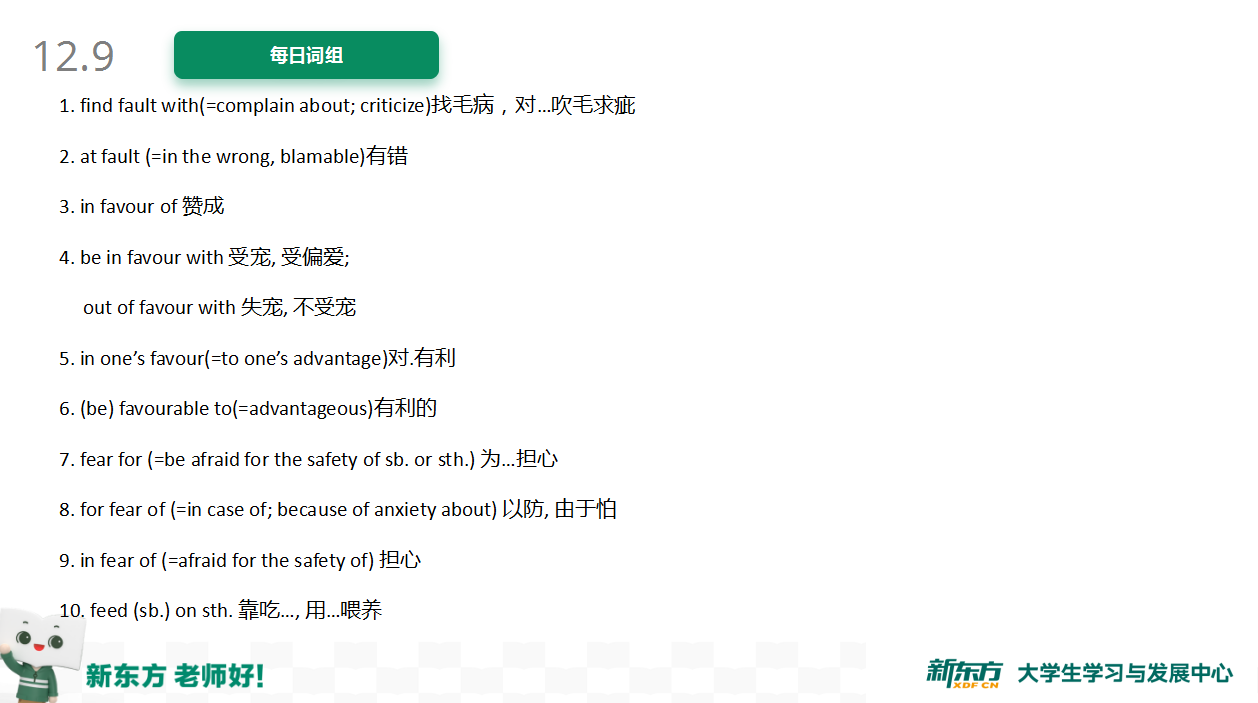 12.9
每日词组
1. find fault with(=complain about; criticize)找毛病，对…吹毛求疵
2. at fault (=in the wrong, blamable)有错
3. in favour of 赞成
4. be in favour with 受宠, 受偏爱;
out of favour with 失宠, 不受宠
5. in one’s favour(=to one’s advantage)对.有利
6. (be) favourable to(=advantageous)有利的
7. fear for (=be afraid for the safety of sb. or sth.) 为…担心
8. for fear of (=in case of; because of anxiety about) 以防, 由于怕
9. in fear of (=afraid for the safety of) 担心
10. feed (sb.) on sth. 靠吃…, 用…喂养
新东方 老师好!
新东方 XDF.CN 大学生学习与发展中心